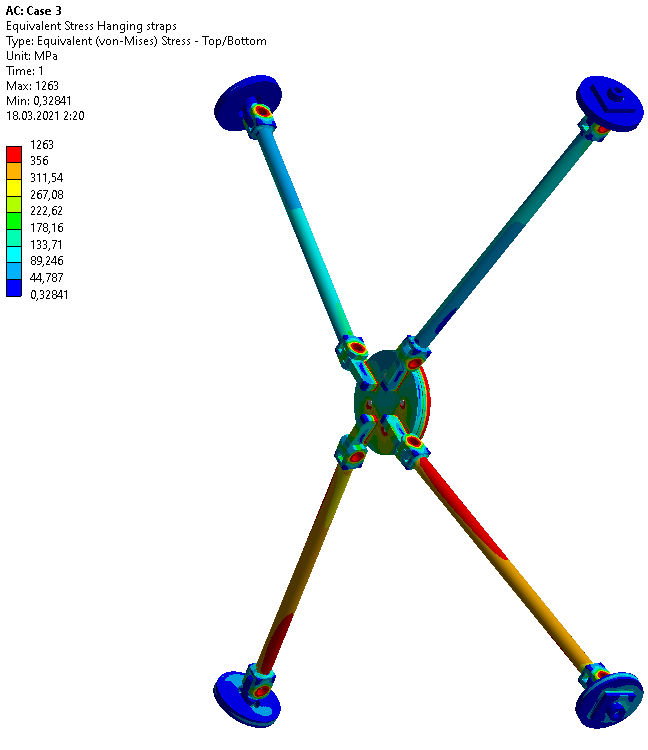 AC: Case 3
Equivalent Stress Hanging straps
Type: Equivalent (von-Mises) Stress - Top/Bottom
Unit: MPa
Time: 1
Max: 1263
Min: 0,32841
18.03.2021 2:20
1263
356
311,54
267,08
222,62
178,16
133,71
89,246
44,787
0,32841